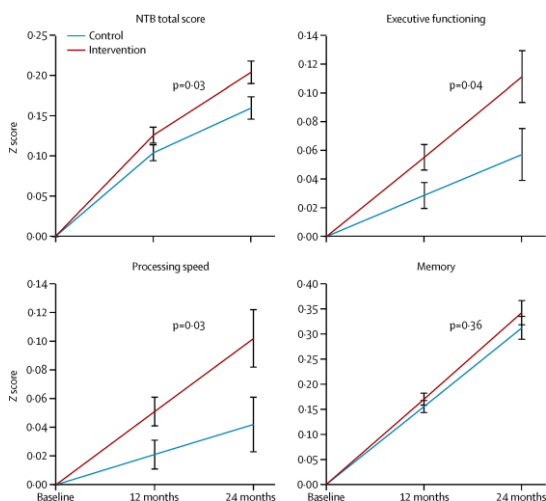 NTB total score
Executive functioning
0·25
0·20
0·15
0·10
0·05
0·00
Z score
Control
Intervention
p=0·03
0·14
0·12
0·10
0·08
0·06
0·04
0·02
0·00
p=0·04
Processing speed
Memory
0·14
0·12
0·10
0·08
0·06
0·04
0·02
0·00
Z score
p=0·03
Baseline
12 months
24 months
0·40
0·35
0·30
0·25
0·20
0·15
0·10
0·05
0·00
p=0·36
Baseline
12 months
24 months